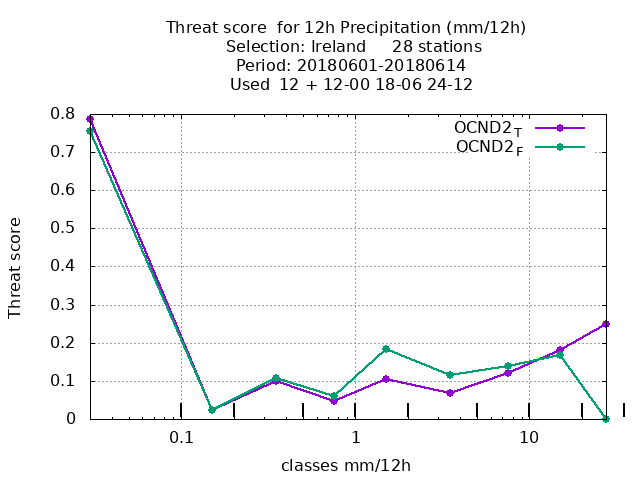 Threat score for 12h Precipitation (mm/12h)
Selection: Ireland 28 stations
Period: 20180601-20180614
Used 12 + 12-00 18-06 24-12
OCND2T
OCND2F
0.8
0.7
0.6
0.5
0.4
0.3
0.2
0.1
0
Threat score
0.1 1 10
classes mm/12h